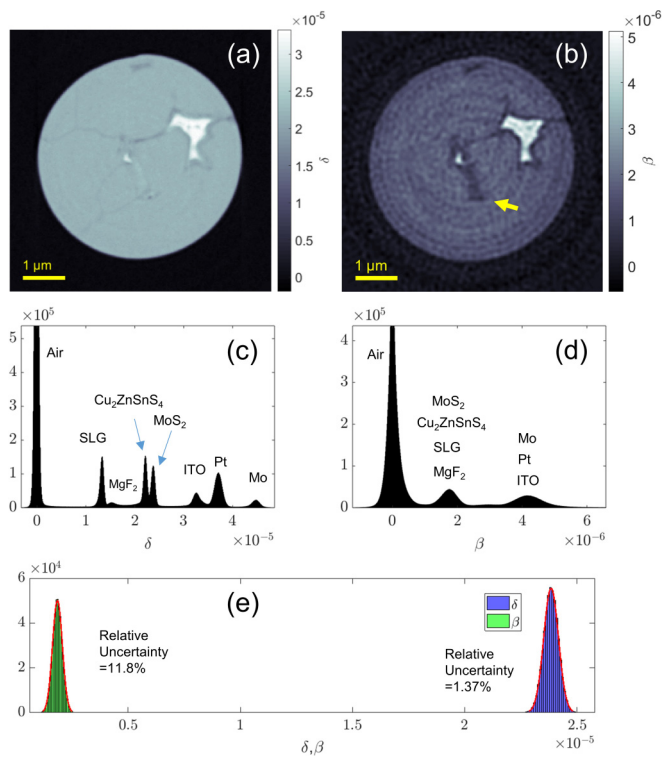 (a)
×10⁻⁵
3
2.5
2
1.5
1
0.5
0
δ
1 μm
(b)
×10⁻⁶
5
4
3
2
1
0
β
1 μm
×10⁵
(c)
5
4
3
2
1
0
Air
SLG
MgF₂
Cu₂ZnSnS₄
MoS₂
ITO
Pt
Mo
0 1 2 3 4 5
δ
×10⁻⁵
×10⁵
(d)
4
3
2
1
0
Air
MoS₂
Cu₂ZnSnS₄
SLG
MgF₂
Mo
Pt
ITO
0 2 4 6
β
×10⁻⁶
×10⁴
(e)
6
4
2
0
Relative
Uncertainty
=11.8%
δ
β
Relative
Uncertainty
=1.37%
0.5 1 1.5 2 2.5
δ,β
×10⁻⁵